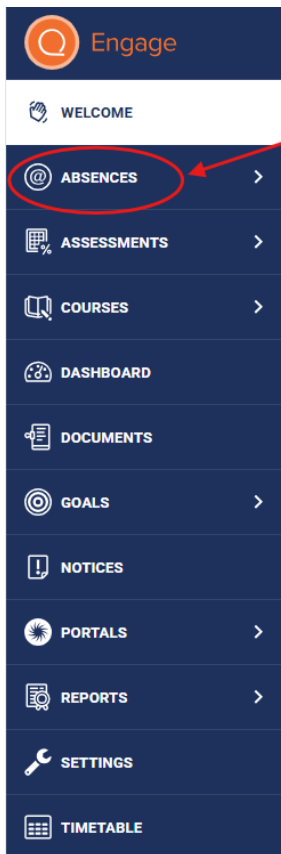 Engage
WELCOME
@ ABSENCES
% ASSESSMENTS
COURSES
DASHBOARD
DOCUMENTS
GOALS
NOTICES
PORTALS
REPORTS
SETTINGS
TIMETABLE